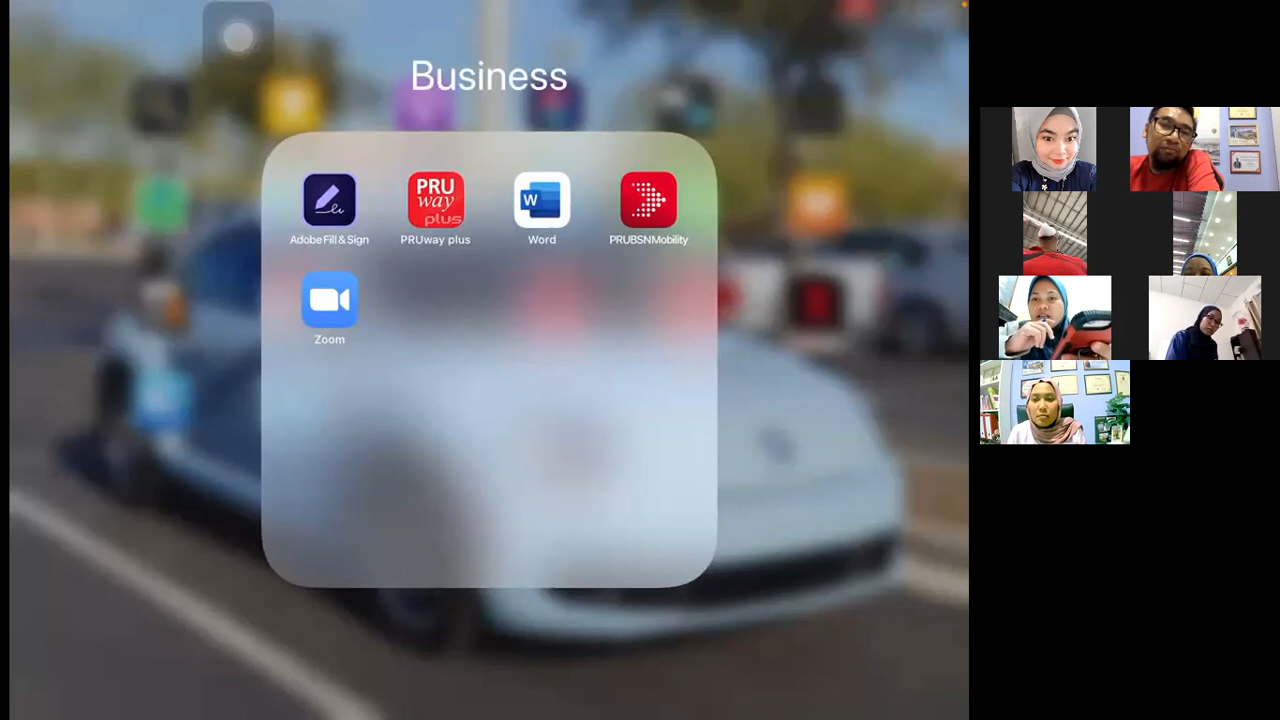 Business
PRU
way
plus
W
Adobe Fill & Sign
PRUway plus
Word
PRUBSNMobility
Zoom